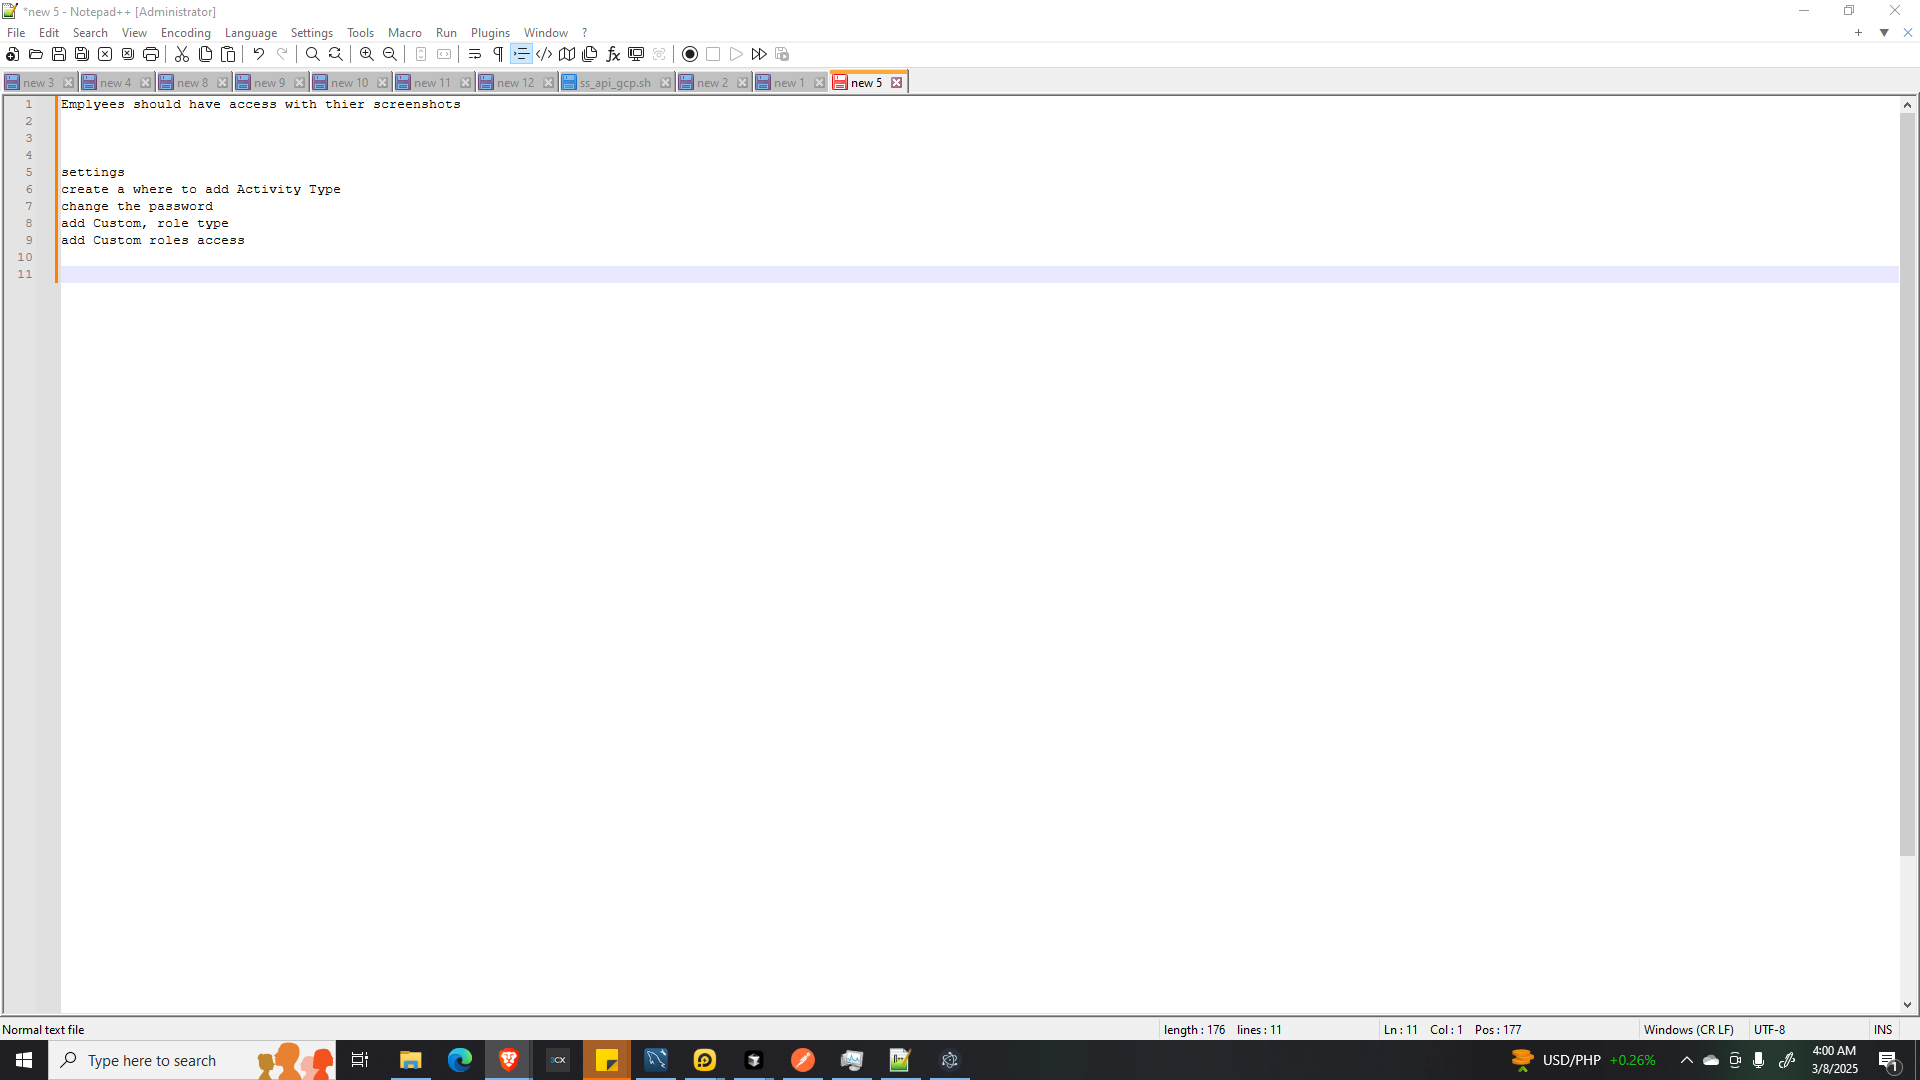 *new 5 - Notepad++ [Administrator]
File Edit Search View Encoding Language Settings Tools Macro Run Plugins Window ?
new 3 new 4 new 8 new 9 new 10 new 11 new 12 ss_api_gcp.sh new 2 new 1 new 5
1 Emplyees should have access with thier screenshots
2
3
4
5 settings
6 create a where to add Activity Type
7 change the password
8 add Custom, role type
9 add Custom roles access
10
11
Normal text file length : 176 lines : 11 Ln : 11 Col : 1 Pos : 177 Windows (CR LF) UTF-8 INS
Type here to search USD/PHP +0.26% 4:00 AM
3/8/2025 1